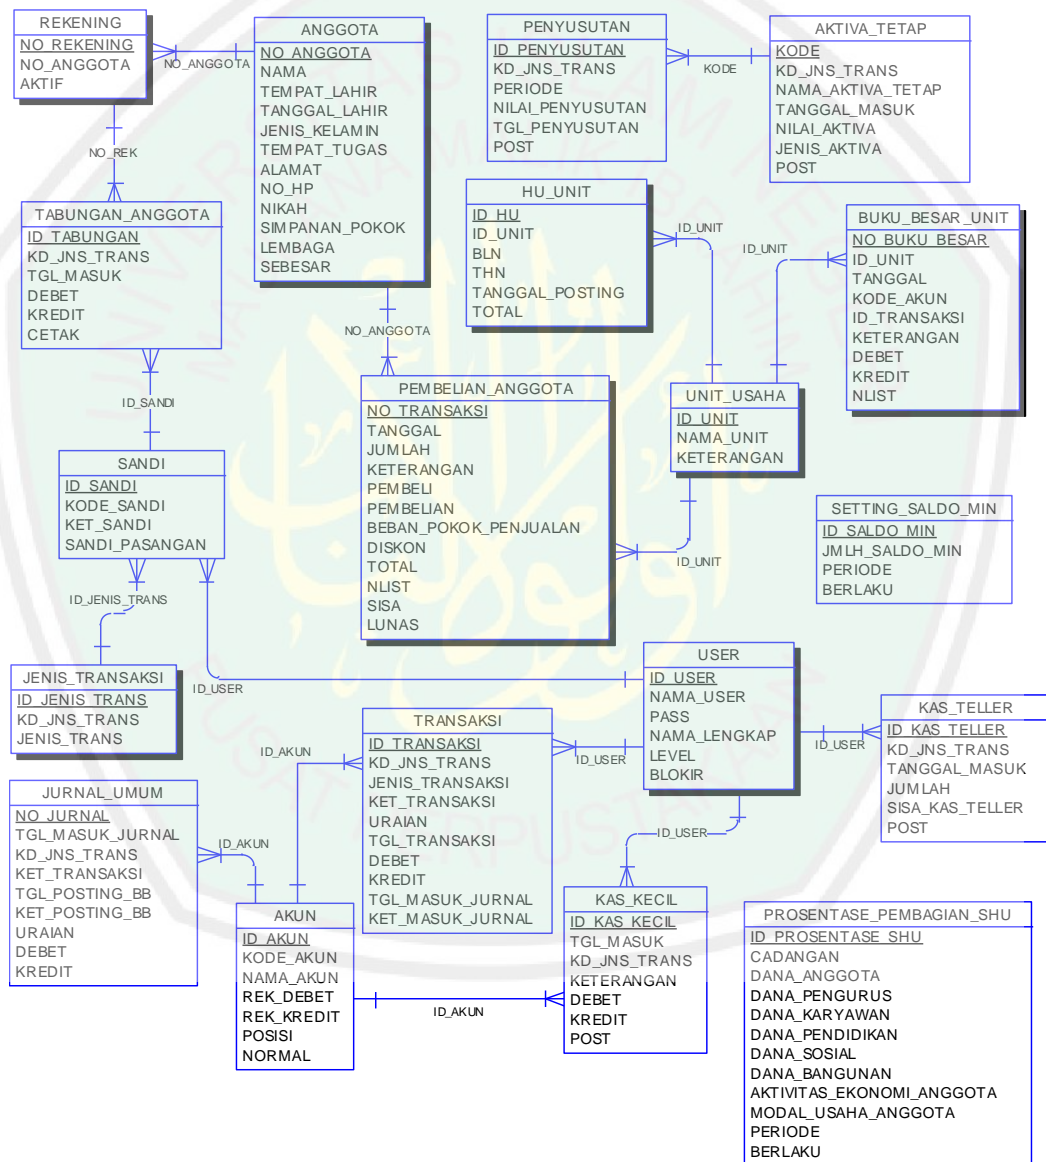 REKENING
NO_REKENING
NO_ANGGOTA
AKTIF
NO_ANGGOTA
ANGGOTA
NO_ANGGOTA
NAMA
TEMPAT_LAHIR
TANGGAL_LAHIR
JENIS_KELAMIN
TEMPAT_TUGAS
ALAMAT
NO_HP
NIKAH
SIMPANAN_POKOK
LEMBAGA
SEBESAR
PENYUSUTAN
ID_PENYUSUTAN
KD_JNS_TRANS
PERIODE
NILAI_PENYUSUTAN
TGL_PENYUSUTAN
POST
KODE
AKTIVA_TETAP
KODE
KD_JNS_TRANS
NAMA_AKTIVA_TETAP
TANGGAL_MASUK
NILAI_AKTIVA
JENIS_AKTIVA
POST
NO_REK
TABUNGAN_ANGGOTA
ID_TABUNGAN
KD_JNS_TRANS
TGL_MASUK
DEBET
KREDIT
CETAK
HU_UNIT
ID_HU
ID_UNIT
BLN
THN
TANGGAL_POSTING
TOTAL
ID_UNIT
ID_UNIT
BUKU_BESAR_UNIT
NO_BUKU_BESAR
ID_UNIT
TANGGAL
KODE_AKUN
ID_TRANSAKSI
KETERANGAN
DEBET
KREDIT
NLIST
NO_ANGGOTA
ID_SANDI
PEMBELIAN_ANGGOTA
NO_TRANSAKSI
TANGGAL
JUMLAH
KETERANGAN
PEMBELI
PEMBELIAN
BEBAN_POKOK_PENJUALAN
DISKON
TOTAL
NLIST
SISA
LUNAS
UNIT_USAHA
ID_UNIT
NAMA_UNIT
KETERANGAN
ID_UNIT
SANDI
ID_SANDI
KODE_SANDI
KET_SANDI
SANDI_PASANGAN
SETTING_SALDO_MIN
ID_SALDO_MIN
JMLH_SALDO_MIN
PERIODE
BERLAKU
ID_JENIS_TRANS
JENIS_TRANSAKSI
ID_JENIS_TRANS
KD_JNS_TRANS
JENIS_TRANS
ID_USER
USER
ID_USER
NAMA_USER
PASS
NAMA_LENGKAP
LEVEL
BLOKIR
ID_USER
KAS_TELLER
ID_KAS_TELLER
KD_JNS_TRANS
TANGGAL_MASUK
JUMLAH
SISA_KAS_TELLER
POST
TRANSAKSI
ID_TRANSAKSI
KD_JNS_TRANS
JENIS_TRANSAKSI
KET_TRANSAKSI
URAIAN
TGL_TRANSAKSI
DEBET
KREDIT
TGL_MASUK_JURNAL
KET_MASUK_JURNAL
ID_AKUN
ID_USER
JURNAL_UMUM
NO_JURNAL
TGL_MASUK_JURNAL
KD_JNS_TRANS
KET_TRANSAKSI
TGL_POSTING_BB
KET_POSTING_BB
URAIAN
DEBET
KREDIT
ID_AKUN
ID_USER
AKUN
ID_AKUN
KODE_AKUN
NAMA_AKUN
REK_DEBET
REK_KREDIT
POSISI
NORMAL
ID_AKUN
KAS_KECIL
ID_KAS_KECIL
TGL_MASUK
KD_JNS_TRANS
KETERANGAN
DEBET
KREDIT
POST
PROSENTASE_PEMBAGIAN_SHU
ID_PROSENTASE_SHU
CADANGAN
DANA_ANGGOTA
DANA_PENGURUS
DANA_KARYAWAN
DANA_PENDIDIKAN
DANA_SOSIAL
DANA_BANGUNAN
AKTIVITAS_EKONOMI_ANGGOTA
MODAL_USAHA_ANGGOTA
PERIODE
BERLAKU
PUSAT PERPUSTAKAAN